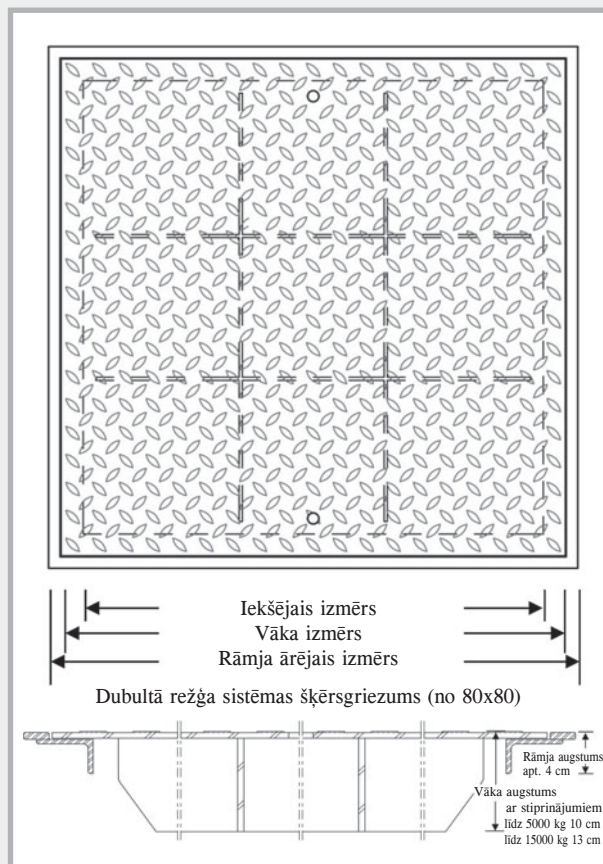 Iekšējais izmērs
Vāka izmērs
Rāmja ārējais izmērs
Dubultā režģa sistēmas šķērsgriezums (no 80x80)
Rāmja augstums
apt. 4 cm
Vāka augstums
ar stiprinājumiem
līdz 5000 kg 10 cm
līdz 15000 kg 13 cm